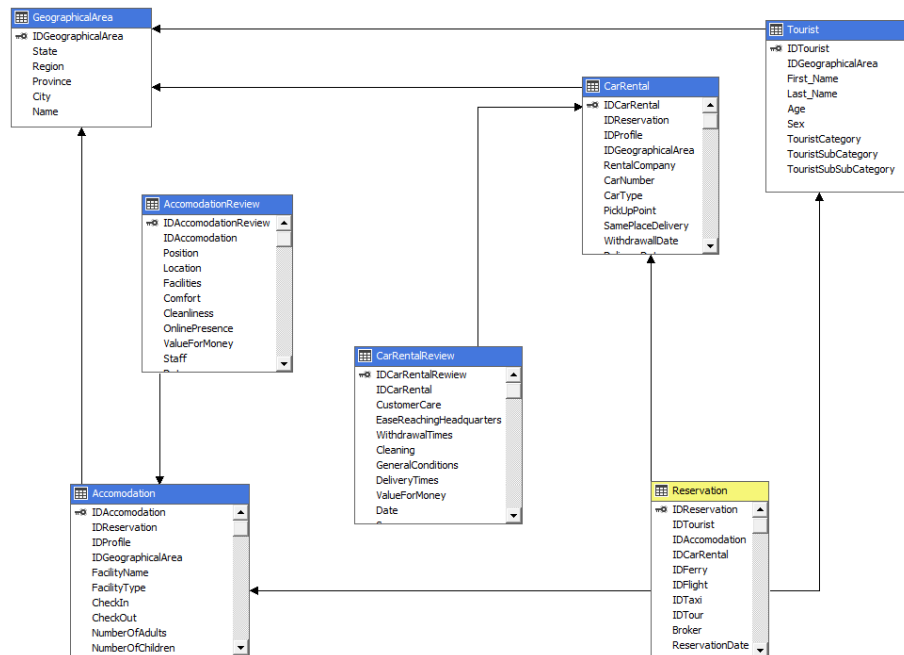 GeographicalArea
IDGeographicalArea
State
Region
Province
City
Name
Tourist
IDTourist
IDGeographicalArea
First_Name
Last_Name
Age
Sex
TouristCategory
TouristSubCategory
TouristSubSubCategory
CarRental
IDCarRental
IDReservation
IDProfile
IDGeographicalArea
RentalCompany
CarNumber
CarType
PickUpPoint
SamePlaceDelivery
WithdrawallDate
AccomodationReview
IDAccomodationReview
IDAccomodation
Position
Location
Facilities
Comfort
Cleanliness
OnlinePresence
ValueForMoney
Staff
CarRentalReview
IDCarRentalRewiew
IDCarRental
CustomerCare
EaseReachingHeadquarters
WithdrawalTimes
Cleaning
GeneralConditions
DeliveryTimes
ValueForMoney
Date
Accomodation
IDAccomodation
IDReservation
IDProfile
IDGeographicalArea
FacilityName
FacilityType
CheckIn
CheckOut
NumberOfAdults
NumberOfChildren
Reservation
IDReservation
IDTourist
IDAccomodation
IDCarRental
IDFerry
IDFlight
IDTaxi
IDTour
Broker
ReservationDate